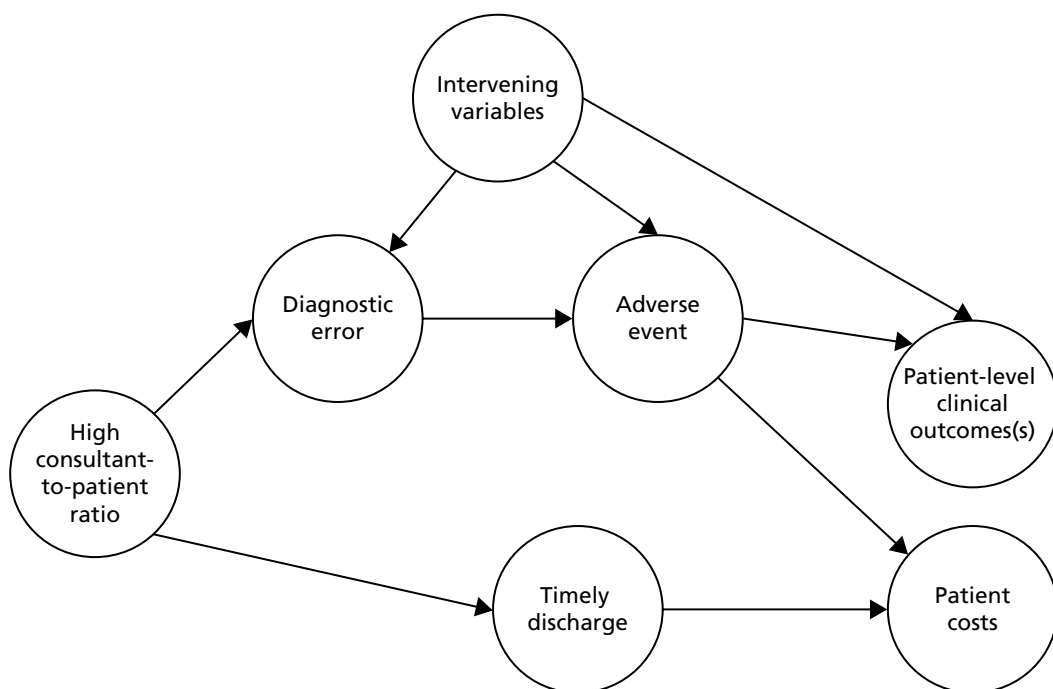 Intervening
variables
Diagnostic
error
Adverse
event
Patient-level
clinical
outcomes(s)
High
consultant-
to-patient
ratio
Timely
discharge
Patient
costs